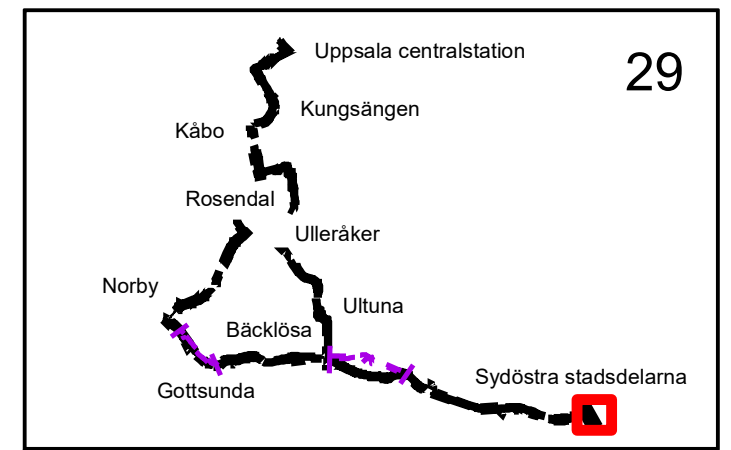 Uppsala centralstation
29
Kungsängen
Kåbo
Rosendal
Ulleråker
Norby
Ultuna
Bäcklösa
Sydöstra stadsdelarna
Gottsunda